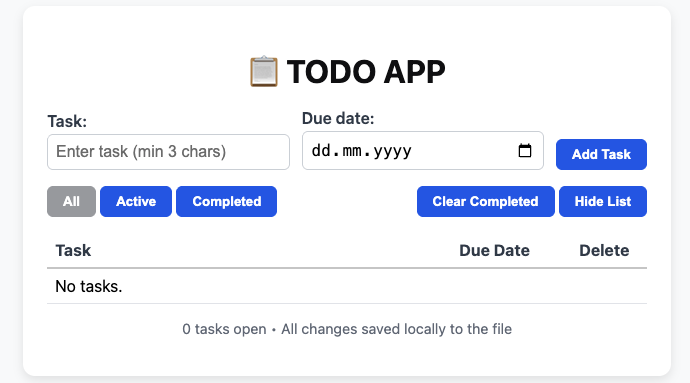 📋 TODO APP
Task:
Due date:
Enter task (min 3 chars)
dd.mm.yyyy
Add Task
All Active Completed Clear Completed Hide List
Task Due Date Delete
No tasks.
0 tasks open • All changes saved locally to the file